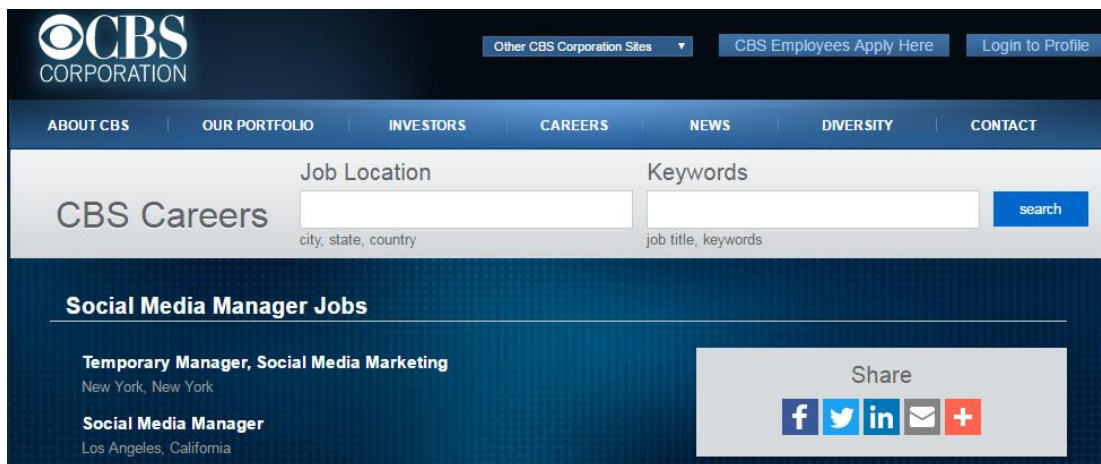 CBS
CORPORATION
Other CBS Corporation Sites
CBS Employees Apply Here
Login to Profile
ABOUT CBS
OUR PORTFOLIO
INVESTORS
CAREERS
NEWS
DIVERSITY
CONTACT
CBS Careers
Job Location
city, state, country
Keywords
job title, keywords
search
Social Media Manager Jobs
Temporary Manager, Social Media Marketing
New York, New York
Social Media Manager
Los Angeles, California
Share